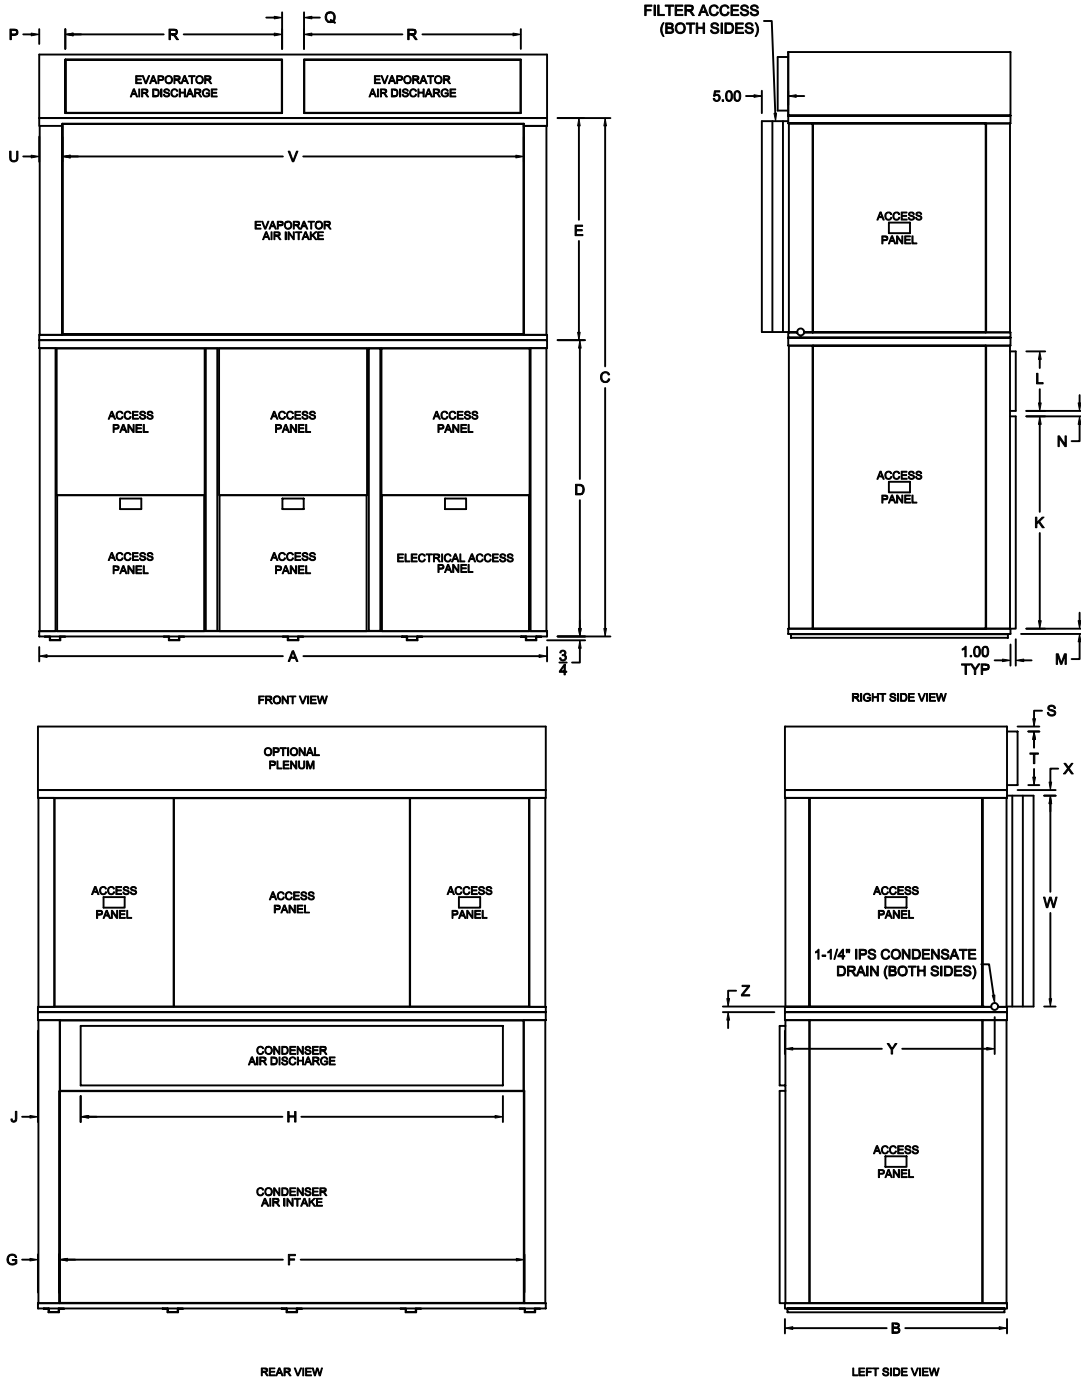 FILTER ACCESS
(BOTH SIDES)
Q
P
R
R
EVAPORATOR
AIR DISCHARGE
EVAPORATOR
AIR DISCHARGE
5.00
U
V
EVAPORATOR
AIR INTAKE
E
ACCESS
PANEL
C
L
N
ACCESS
PANEL
ACCESS
PANEL
ACCESS
PANEL
D
ACCESS
PANEL
K
ACCESS
PANEL
ACCESS
PANEL
ELECTRICAL ACCESS
PANEL
A
3
4
1.00
TYP
M
FRONT VIEW
RIGHT SIDE VIEW
OPTIONAL
PLENUM
S
T
X
ACCESS
PANEL
ACCESS
PANEL
ACCESS
PANEL
ACCESS
PANEL
W
1-1/4" IPS CONDENSATE
DRAIN (BOTH SIDES)
Z
CONDENSER
AIR DISCHARGE
Y
J
H
ACCESS
PANEL
CONDENSER
AIR INTAKE
G
F
B
REAR VIEW
LEFT SIDE VIEW